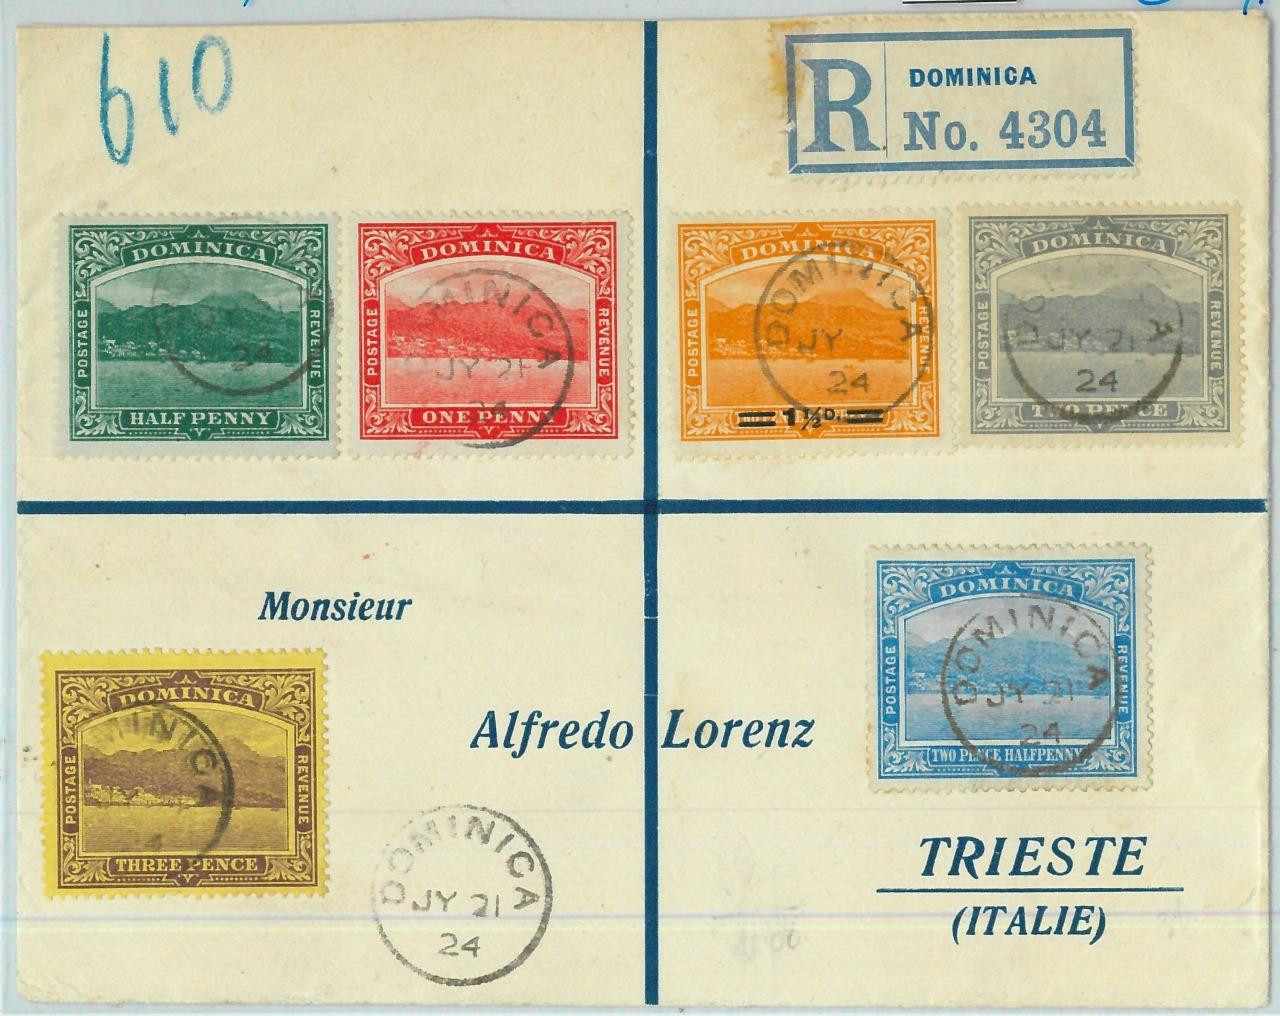 610
R DOMINICA
No. 4304
DOMINICA
POSTAGE
REVENUE
HALF PENNY
24
DOMINICA
POSTAGE
REVENUE
ONE PENNY
DOMINICA
JY 21
24
DOMINICA
POSTAGE
REVENUE
1½D.
DOMINICA
JY
24
DOMINICA
POSTAGE
REVENUE
TWO PENCE
JY 21
24
Monsieur
DOMINICA
POSTAGE
REVENUE
TWO PENCE HALFPENNY
DOMINICA
JY 21
24
DOMINICA
POSTAGE
REVENUE
THREE PENCE
Alfredo Lorenz
DOMINICA
JY 21
24
TRIESTE
(ITALIE)